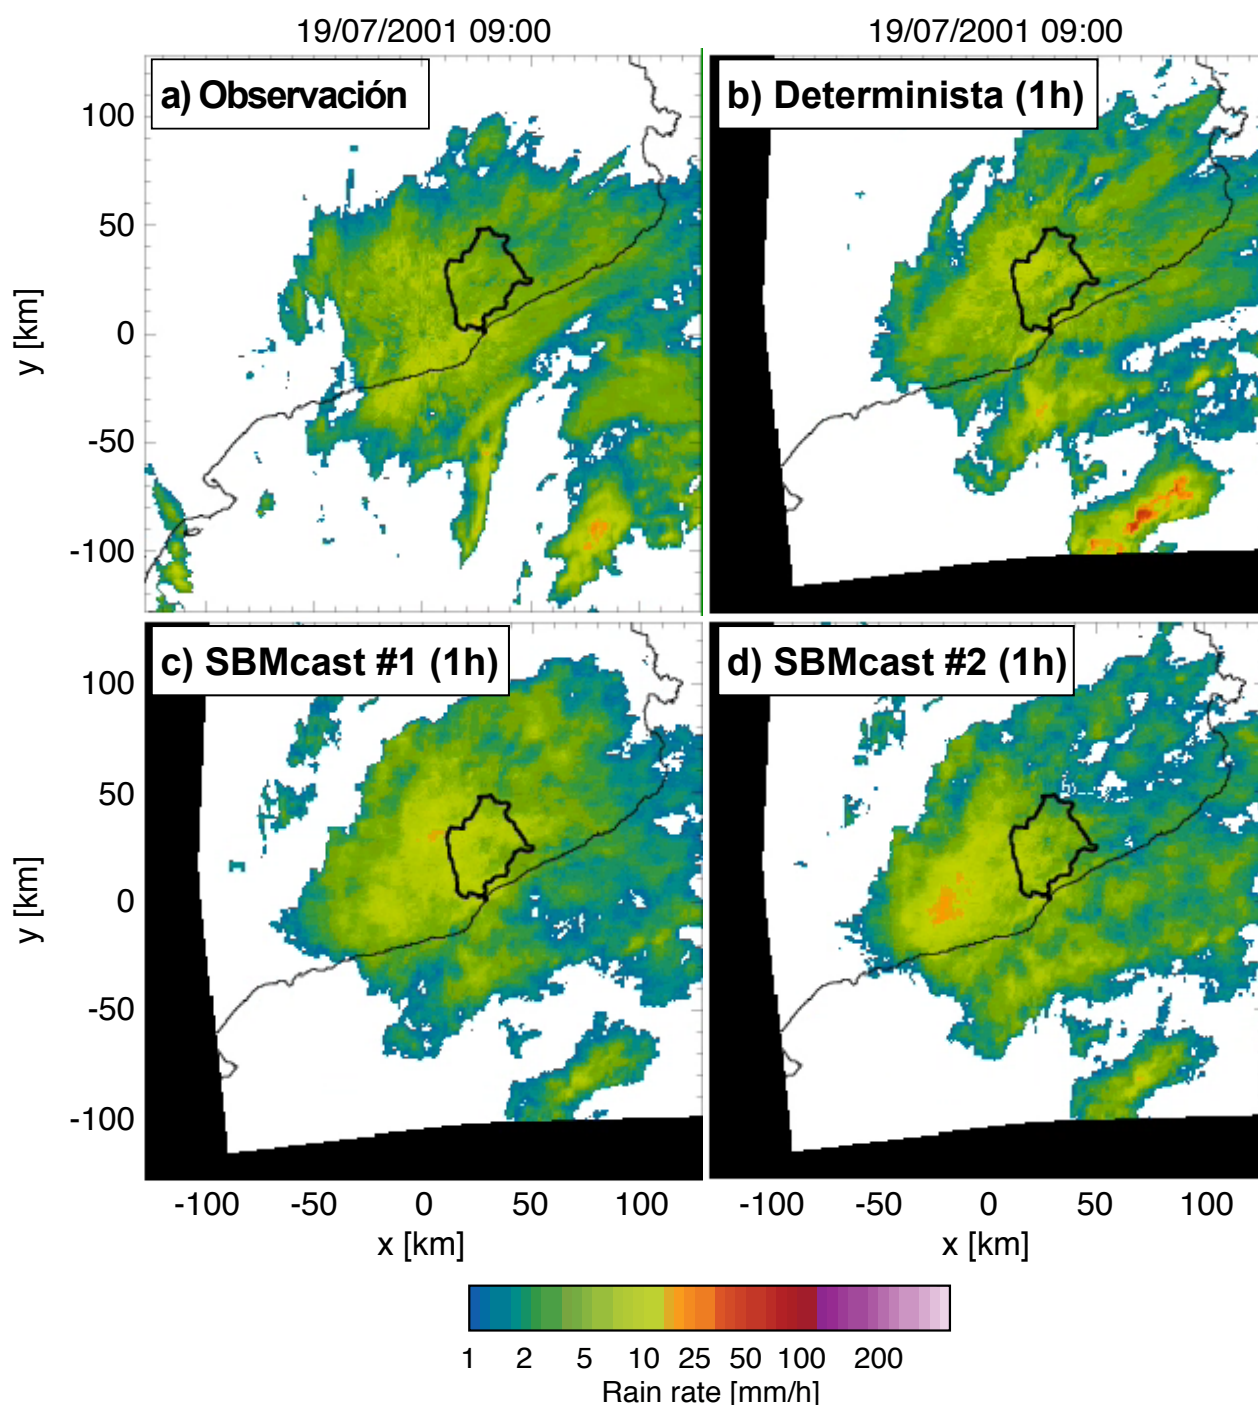 19/07/2001 09:00
19/07/2001 09:00
a) Observación
b) Determinista (1h)
100
50
0
-50
-100
y [km]
c) SBMcast #1 (1h)
d) SBMcast #2 (1h)
100
50
0
-50
-100
y [km]
-100 -50 0 50 100
-100 -50 0 50 100
x [km]
x [km]
1 2 5 10 25 50 100 200
Rain rate [mm/h]